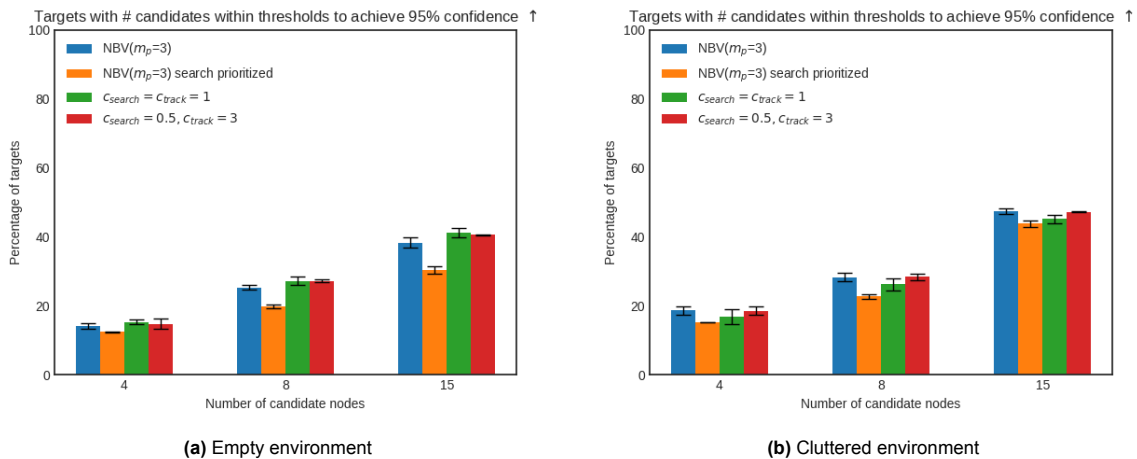 Targets with # candidates within thresholds to achieve 95% confidence ↑
100
80
60
40
20
0
Percentage of targets
NBV(m_p=3)
NBV(m_p=3) search prioritized
c_search = c_track = 1
c_search = 0.5, c_track = 3
4 8 15
Number of candidate nodes
(a) Empty environment
Targets with # candidates within thresholds to achieve 95% confidence ↑
100
80
60
40
20
0
Percentage of targets
NBV(m_p=3)
NBV(m_p=3) search prioritized
c_search = c_track = 1
c_search = 0.5, c_track = 3
4 8 15
Number of candidate nodes
(b) Cluttered environment